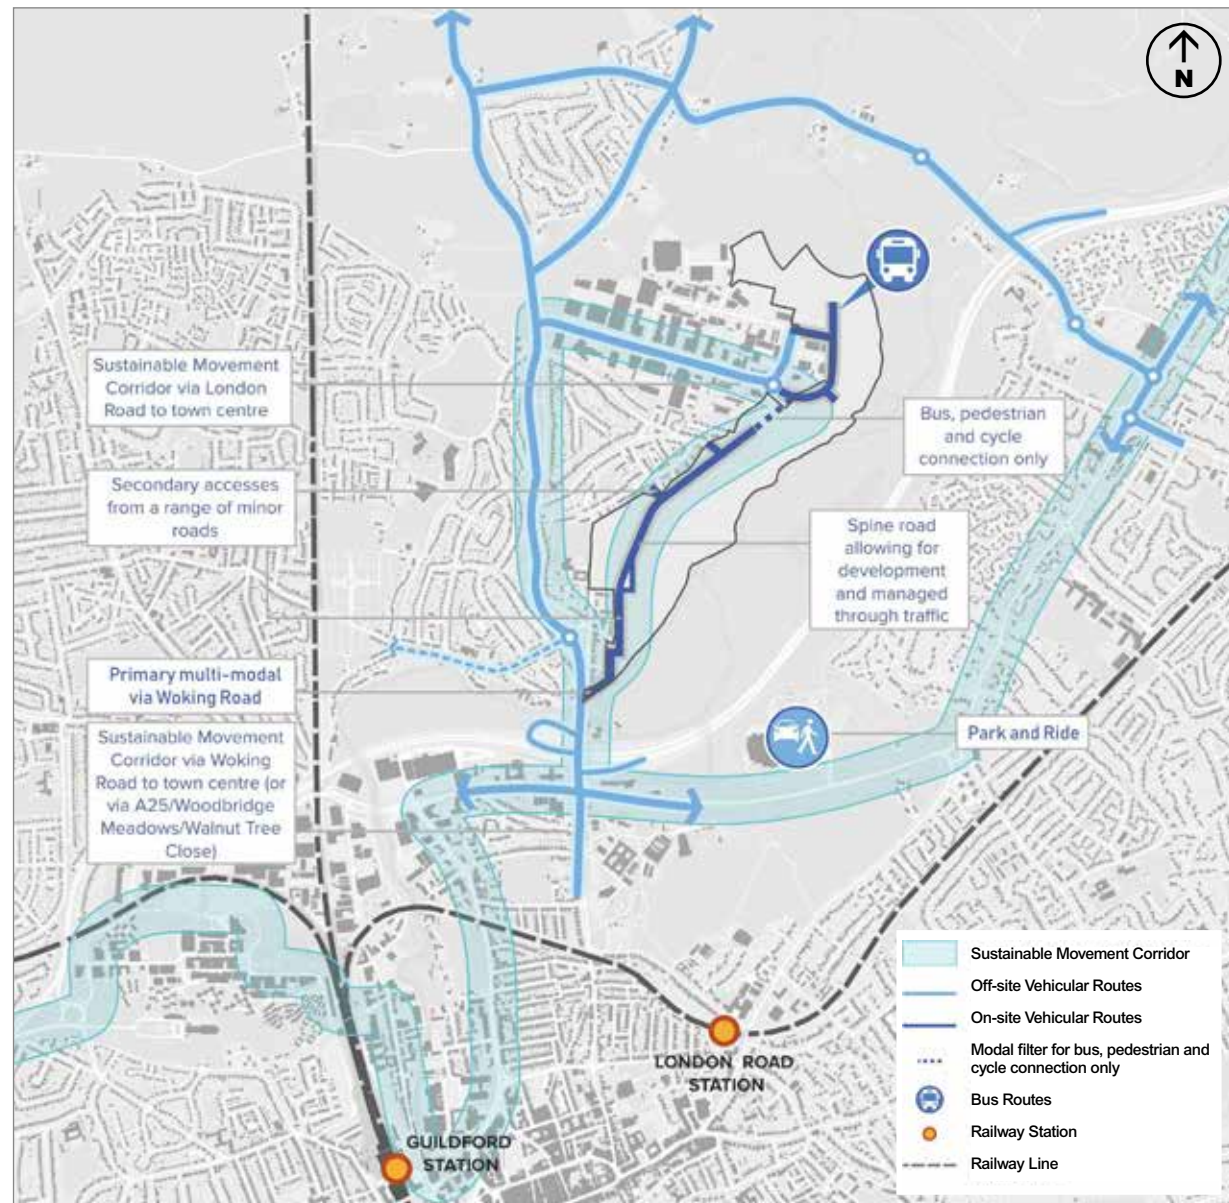 N
Sustainable Movement
Corridor via London
Road to town centre
Bus, pedestrian
and cycle
connection only
Secondary accesses
from a range of minor
roads
Spine road
allowing for
development
and managed
through traffic
Primary multi-modal
via Woking Road
Park and Ride
Sustainable Movement
Corridor via Woking
Road to town centre (or
via A25/Woodbridge
Meadows/Walnut Tree
Close)
LONDON ROAD
STATION
GUILDFORD
STATION
Sustainable Movement Corridor
Off-site Vehicular Routes
On-site Vehicular Routes
Modal filter for bus, pedestrian and
cycle connection only
Bus Routes
Railway Station
Railway Line